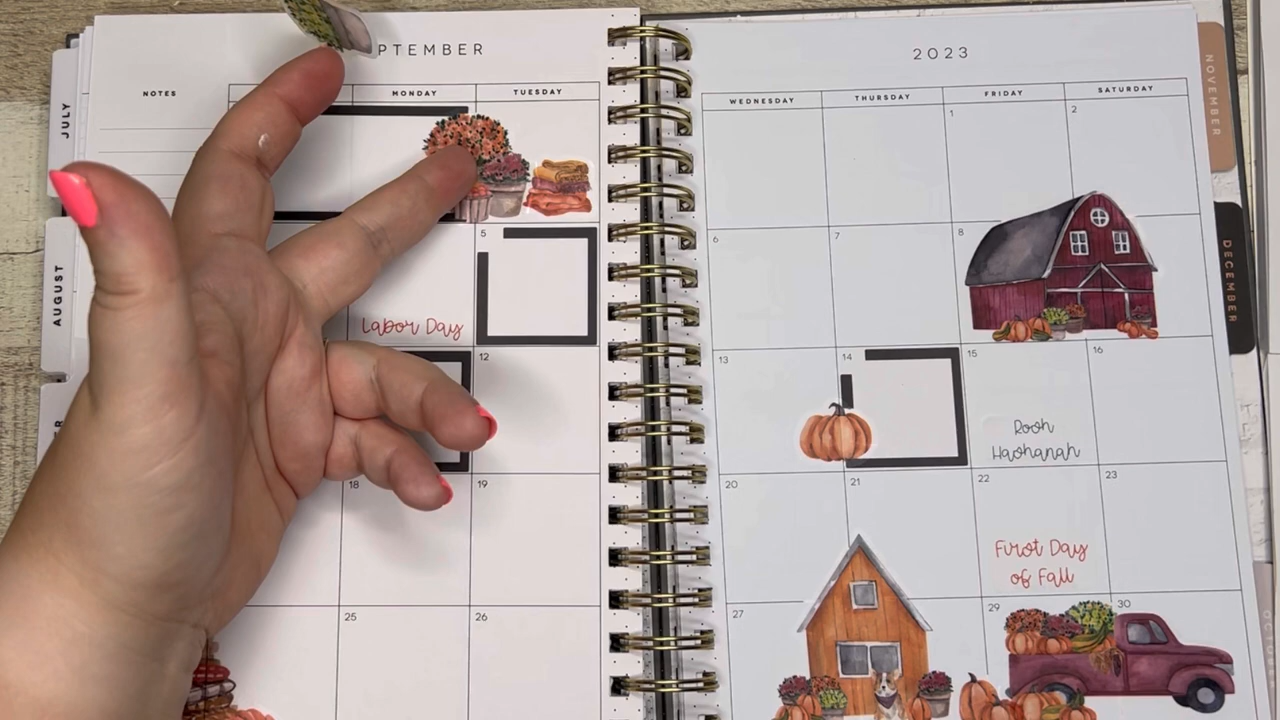 PTEMBER
2023
NOTES
MONDAY
TUESDAY
WEDNESDAY
THURSDAY
FRIDAY
SATURDAY
1
2
5
6
7
8
Labor Day
12
13
14
15
16
Rosh
Hashanah
18
19
20
21
22
23
First Day
of Fall
25
26
27
29
30
JULY
AUGUST
NOVEMBER
DECEMBER
OCTOBER